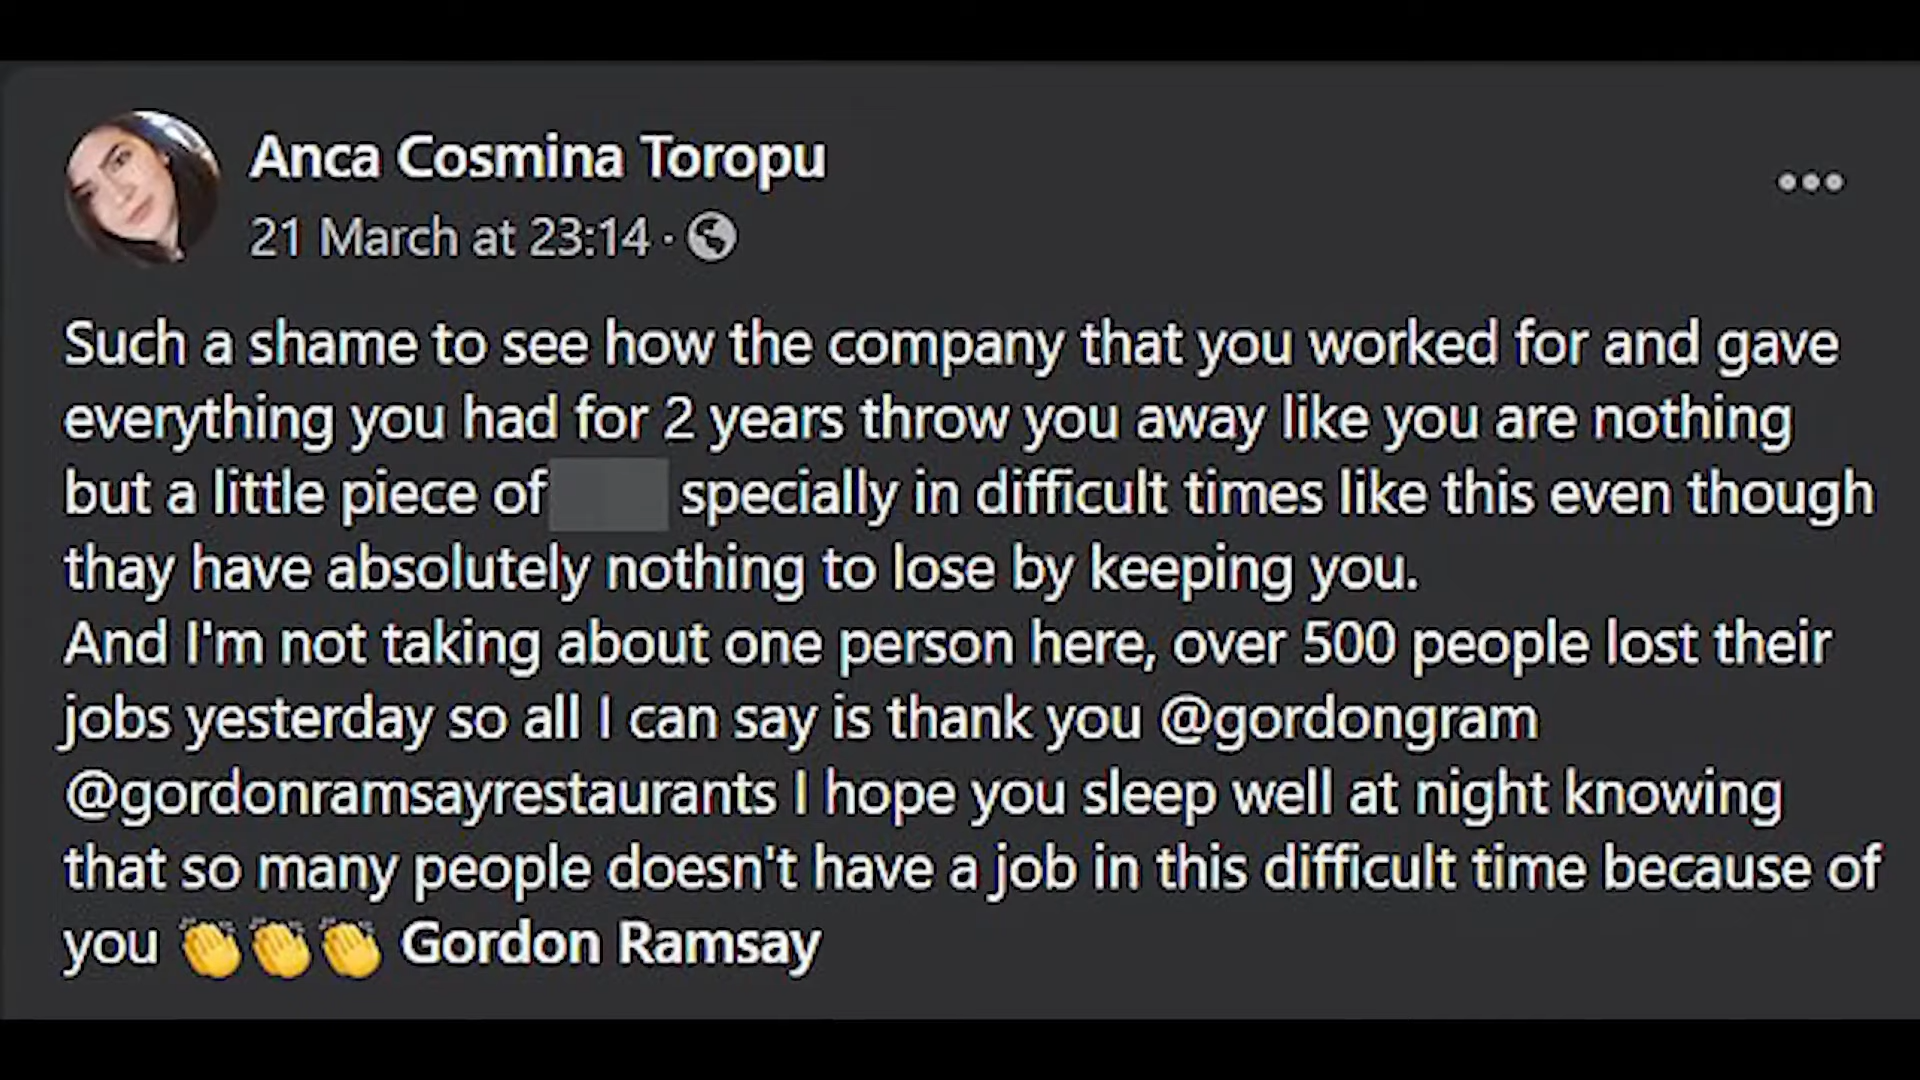 Anca Cosmina Toropu
21 March at 23:14 ·
Such a shame to see how the company that you worked for and gave
everything you had for 2 years throw you away like you are nothing
but a little piece of specially in difficult times like this even though
thay have absolutely nothing to lose by keeping you.
And I'm not taking about one person here, over 500 people lost their
jobs yesterday so all I can say is thank you @gordongram
@gordonramsayrestaurants I hope you sleep well at night knowing
that so many people doesn't have a job in this difficult time because of
you 👏👏👏 Gordon Ramsay